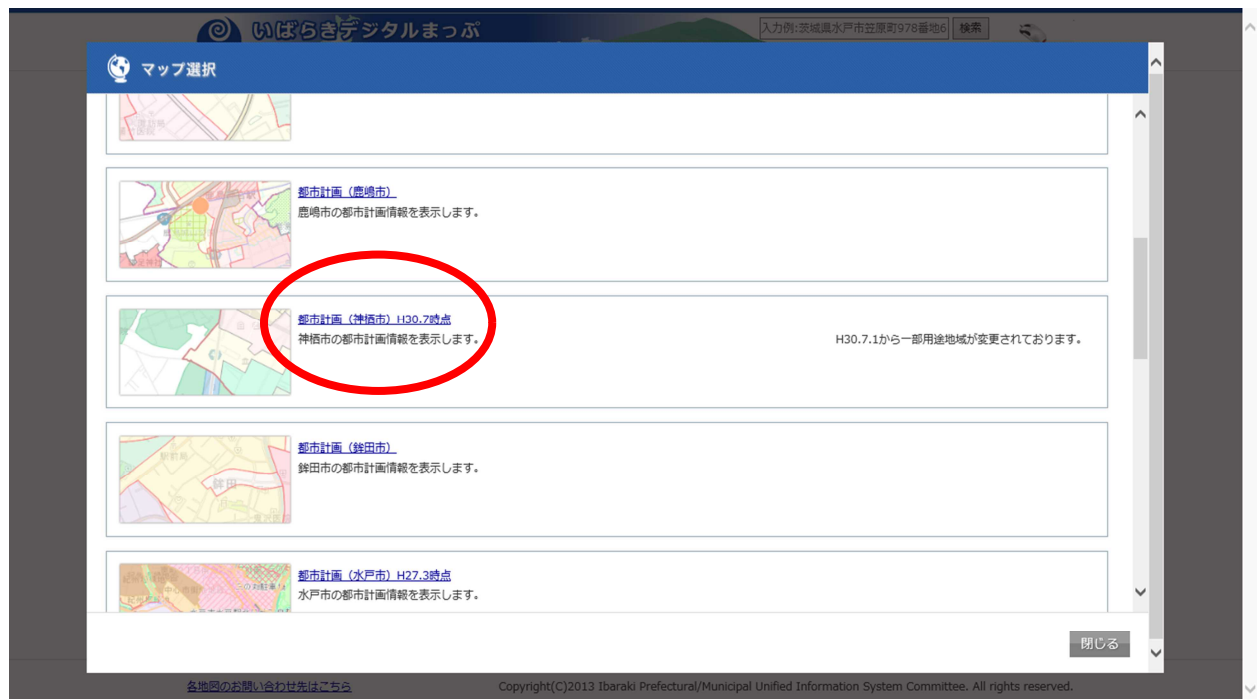 いばらきデジタルまっぷ
入力例:茨城県水戸市笠原町978番地6 検索
マップ選択
都市計画（鹿嶋市）
鹿嶋市の都市計画情報を表示します。
都市計画（神栖市）H30.7時点
神栖市の都市計画情報を表示します。 H30.7.1から一部用途地域が変更されております。
都市計画（鉾田市）
鉾田市の都市計画情報を表示します。
鉾田
都市計画（水戸市）H27.3時点
水戸市の都市計画情報を表示します。
閉じる
各地図のお問い合わせ先はこちら
Copyright(C)2013 Ibaraki Prefectural/Municipal Unified Information System Committee. All rights reserved.